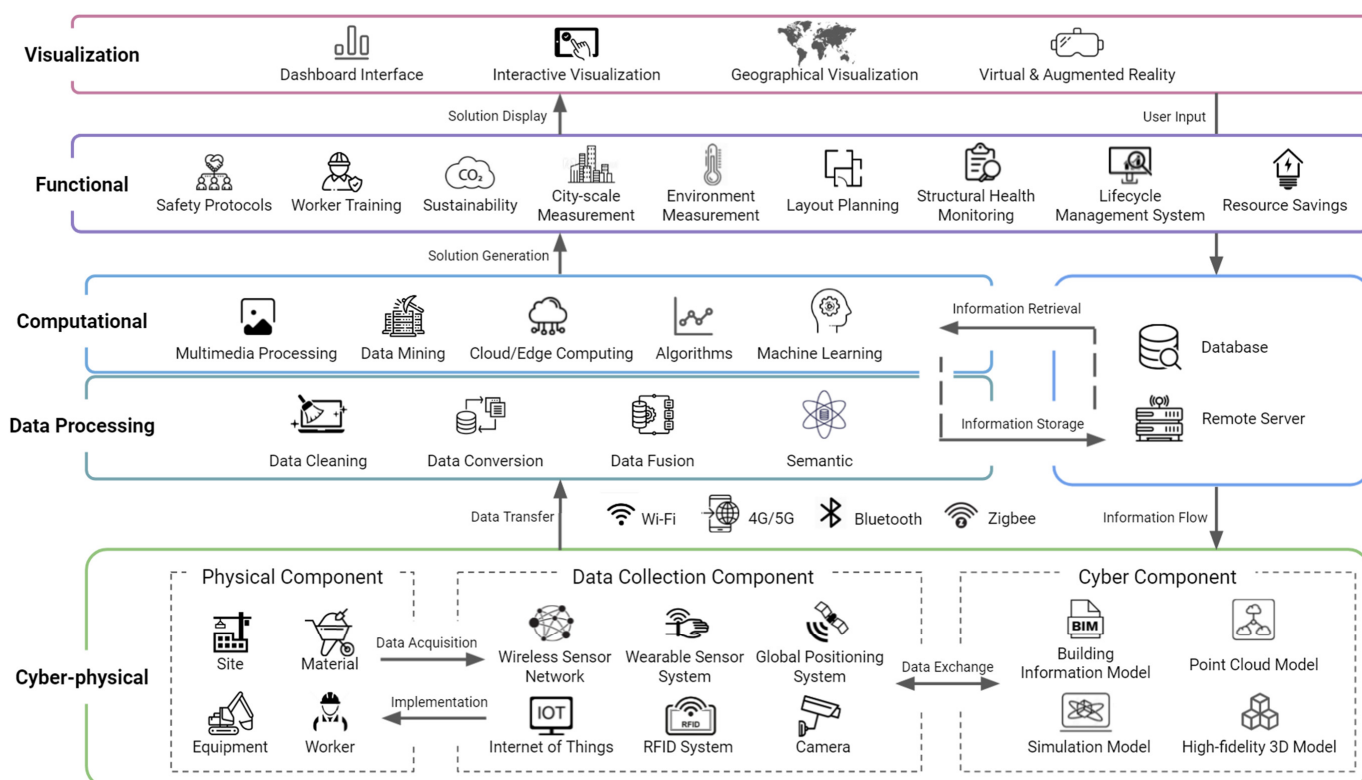 Visualization
Dashboard Interface
Interactive Visualization
Geographical Visualization
Virtual & Augmented Reality
Solution Display
User Input
Functional
Safety Protocols
Worker Training
CO₂
Sustainability
City-scale
Measurement
Environment
Measurement
Layout Planning
Structural Health
Monitoring
Lifecycle
Management System
Resource Savings
Solution Generation
Computational
Multimedia Processing
Data Mining
Cloud/Edge Computing
Algorithms
Machine Learning
Information Retrieval
Database
Data Processing
Data Cleaning
Data Conversion
Data Fusion
Semantic
Information Storage
Remote Server
Data Transfer
Wi-Fi
4G/5G
Bluetooth
Z
Zigbee
Information Flow
Cyber-physical
Physical Component
Site
Material
Equipment
Worker
Data Acquisition
Implementation
Data Collection Component
Wireless Sensor
Network
Wearable Sensor
System
Global Positioning
System
IOT
Internet of Things
RFID
RFID System
Camera
Data Exchange
Cyber Component
BIM
Building
Information Model
Point Cloud Model
Simulation Model
High-fidelity 3D Model